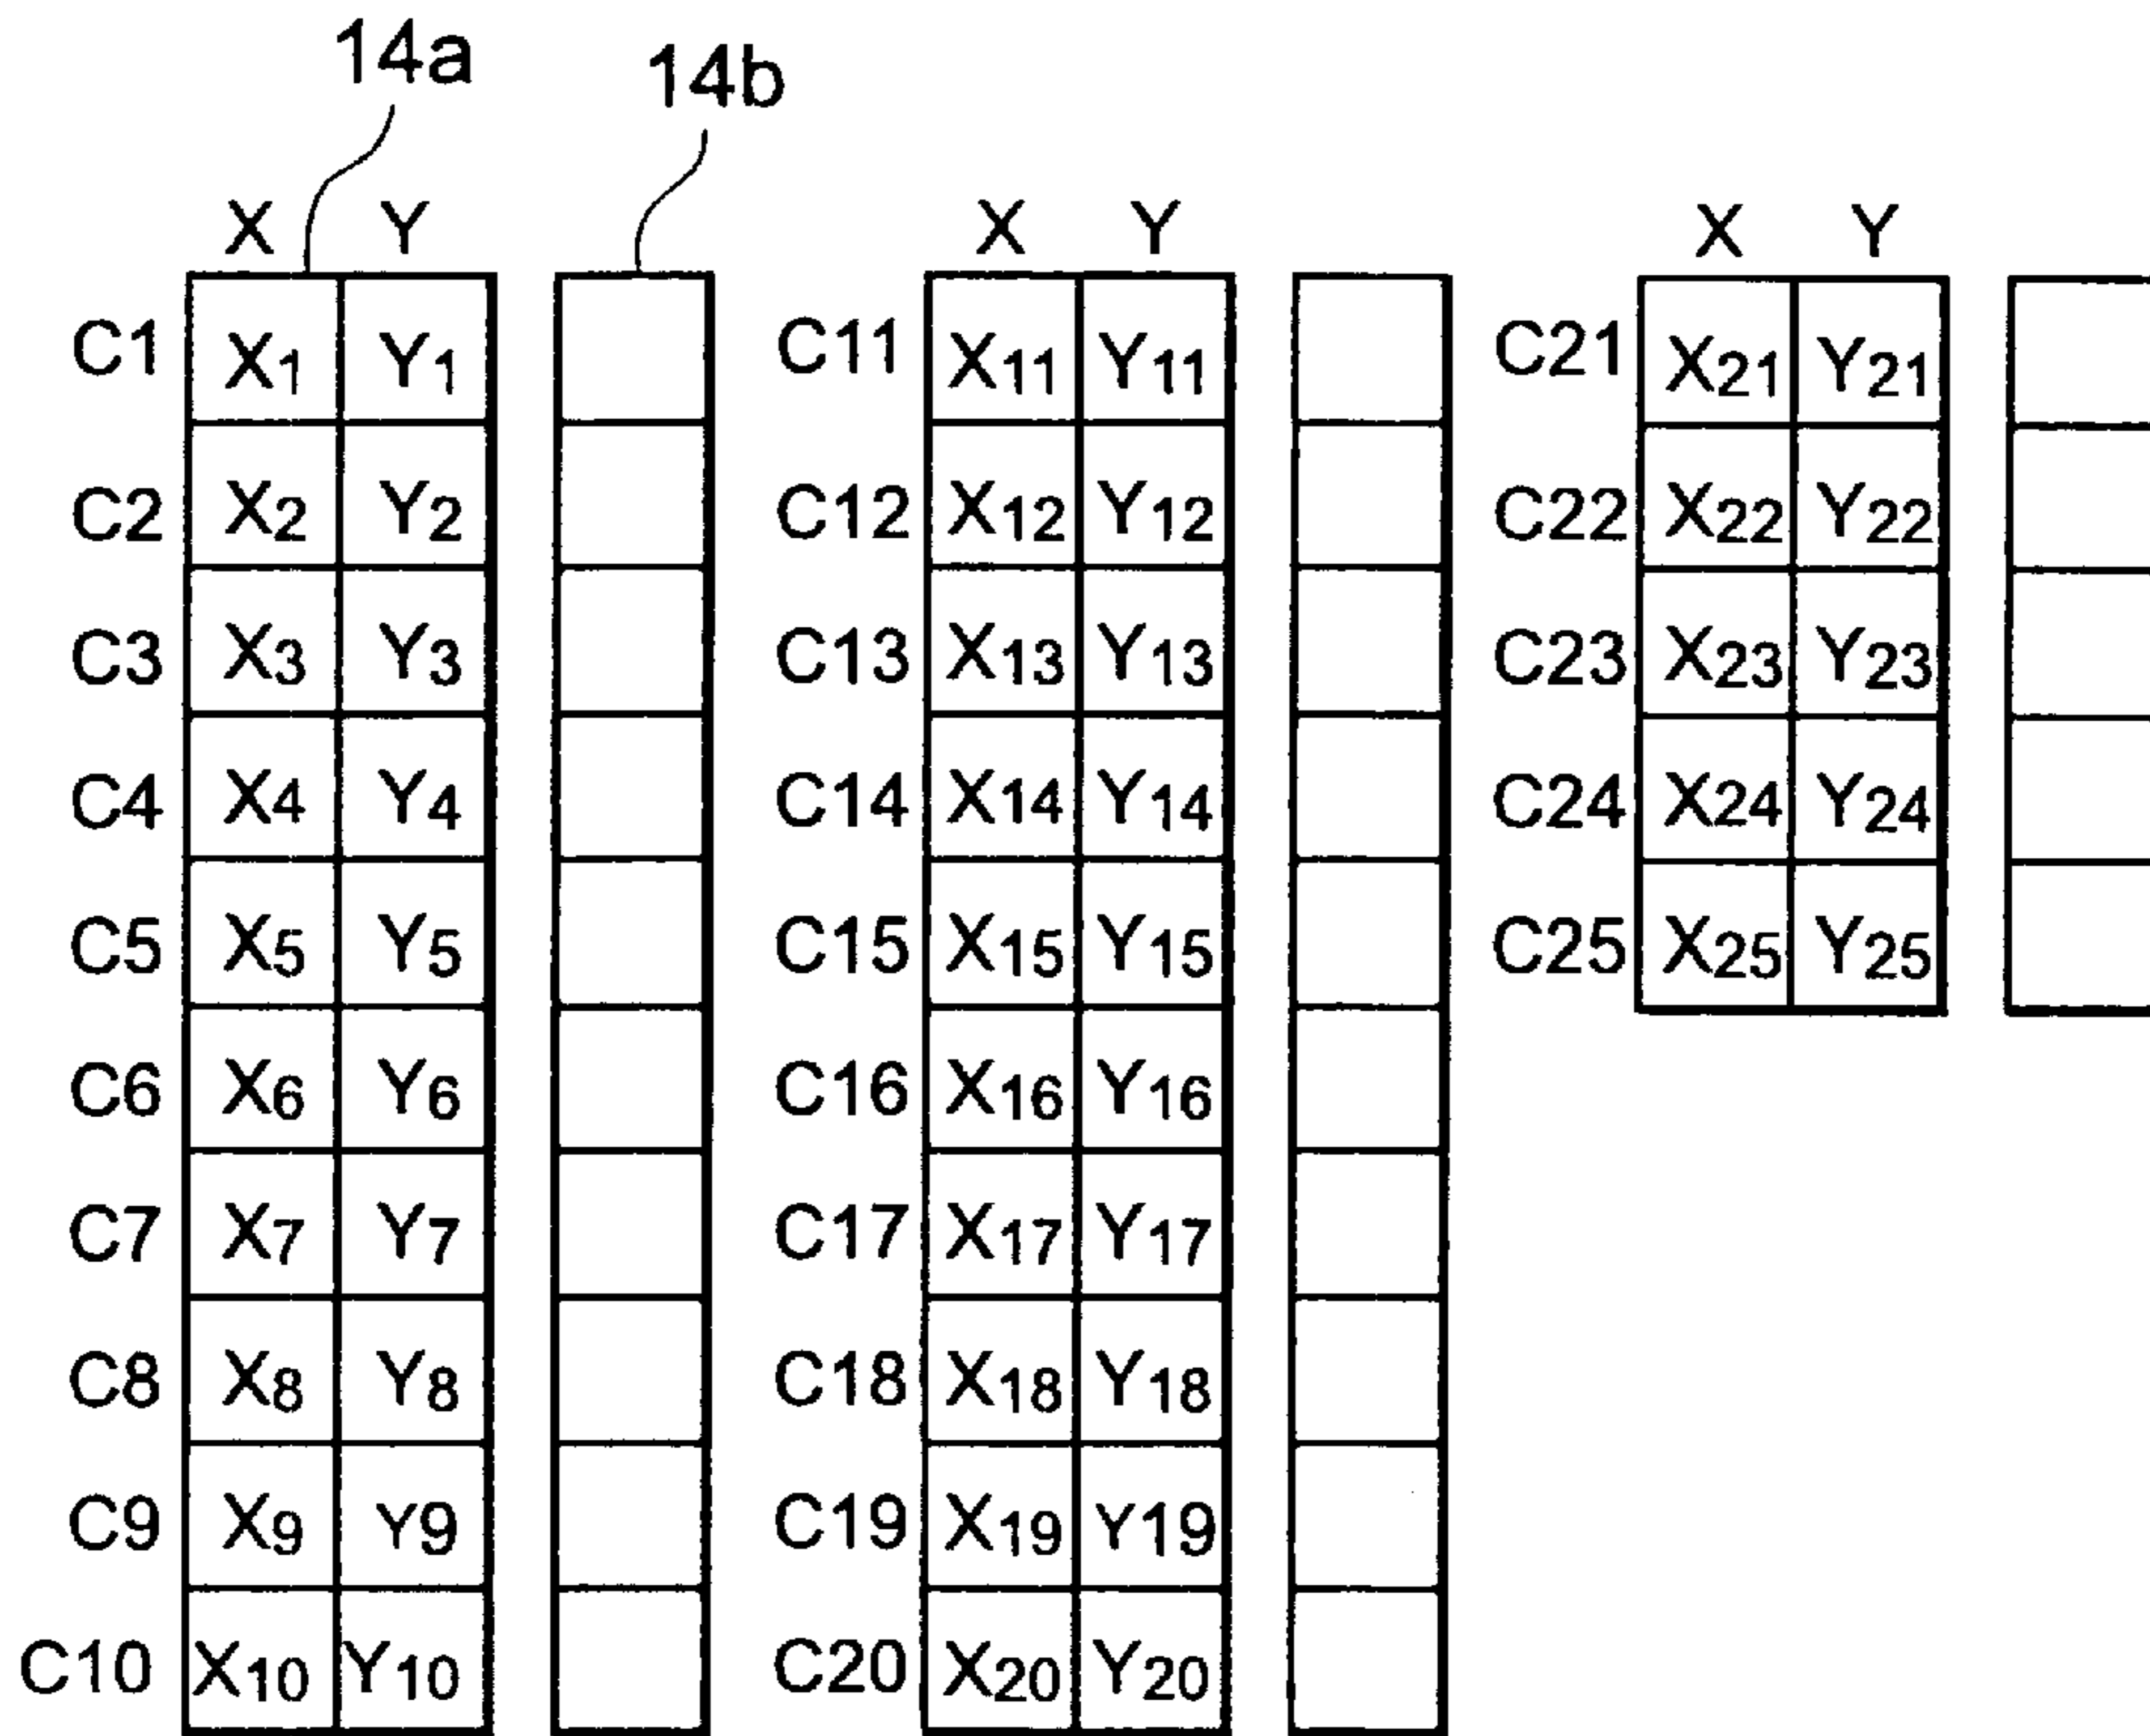 14a 14b
X Y X Y X Y
C1 X1 Y1 C11 X11 Y11 C21 X21 Y21
C2 X2 Y2 C12 X12 Y12 C22 X22 Y22
C3 X3 Y3 C13 X13 Y13 C23 X23 Y23
C4 X4 Y4 C14 X14 Y14 C24 X24 Y24
C5 X5 Y5 C15 X15 Y15 C25 X25 Y25
C6 X6 Y6 C16 X16 Y16
C7 X7 Y7 C17 X17 Y17
C8 X8 Y8 C18 X18 Y18
C9 X9 Y9 C19 X19 Y19
C10 X10 Y10 C20 X20 Y20